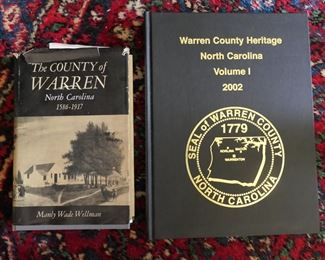 The COUNTY of
WARREN
North Carolina
1586-1917
Manly Wade Wellman
Warren County Heritage
North Carolina
Volume I
2002
SEAL of WARREN COUNTY
1779
WARRENTON
NORTH CAROLINA